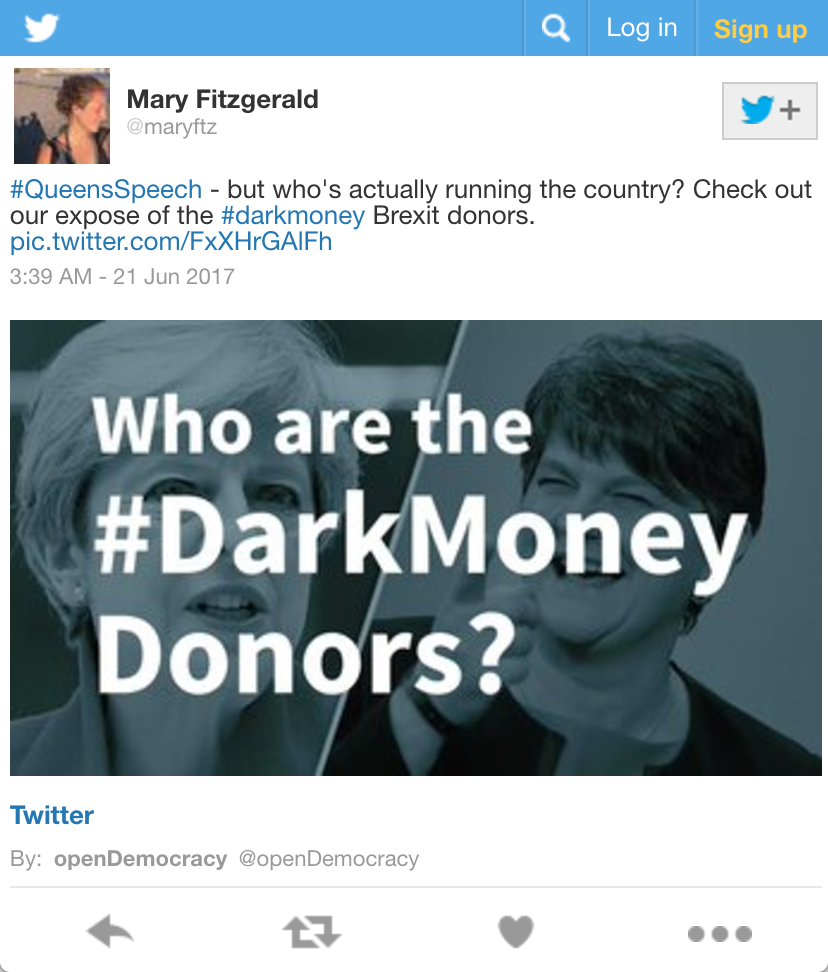 Log in
Sign up
Mary Fitzgerald
@maryftz
#QueensSpeech - but who's actually running the country? Check out
our expose of the #darkmoney Brexit donors.
pic.twitter.com/FxXHrGAlFh
3:39 AM - 21 Jun 2017
Who are the
#DarkMoney
Donors?
Twitter
By: openDemocracy @openDemocracy